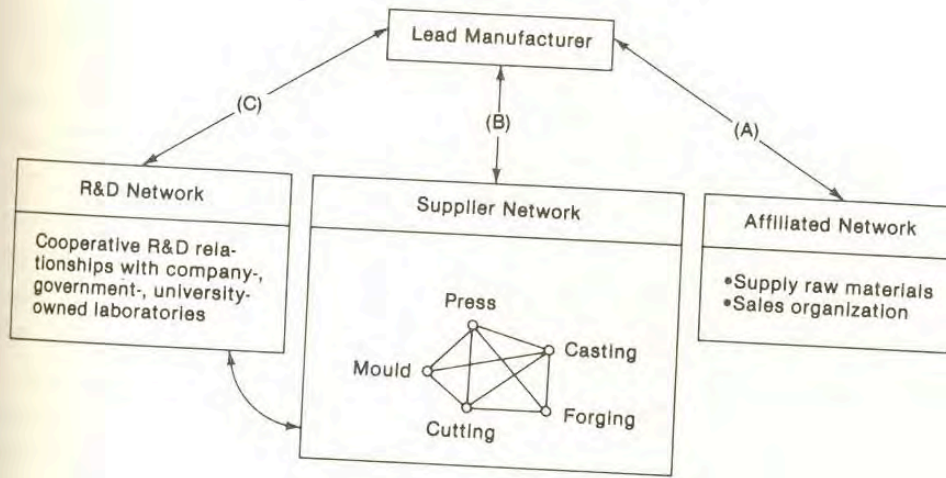 Lead Manufacturer
(C)
(B)
(A)
R&D Network
Cooperative R&D rela-
tionships with company-,
government-, university-
owned laboratories
Supplier Network
Press
Casting
Mould
Forging
Cutting
Affiliated Network
•Supply raw materials
•Sales organization